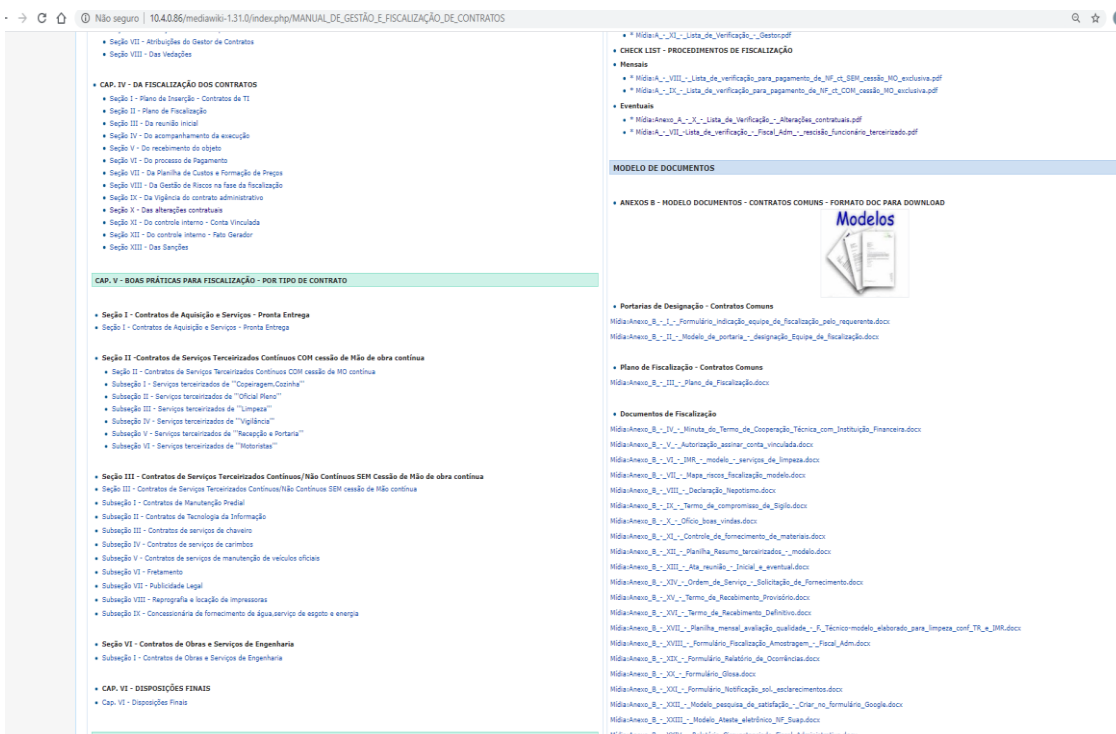 Não seguro | 10.4.0.86/mediawiki-1.31.0/index.php/MANUAL_DE_GESTÃO_E_FISCALIZAÇÃO_DE_CONTRATOS
Seção VII - Atribuições do Gestor de Contratos
Seção VIII - Das Vedações
CAP. IV - DA FISCALIZAÇÃO DOS CONTRATOS
Seção I - Plano de Inserção - Contratos de TI
Seção II - Plano de Fiscalização
Seção III - Da reunião inicial
Seção IV - Do acompanhamento da execução
Seção V - Do recebimento do objeto
Seção VI - Do processo de Pagamento
Seção VII - Da Planilha de Custos e Formação de Preços
Seção VIII - Da Gestão de Riscos na fase da fiscalização
Seção IX - Da Vigência do contrato administrativo
Seção X - Das alterações contratuais
Seção XI - Do controle interno - Conta Vinculada
Seção XII - Do controle interno - Fato Gerador
Seção XIII - Das Sanções
CAP. V - BOAS PRÁTICAS PARA FISCALIZAÇÃO - POR TIPO DE CONTRATO
Seção I - Contratos de Aquisição e Serviços - Pronta Entrega
Seção I - Contratos de Aquisição e Serviços - Pronta Entrega
Seção II -Contratos de Serviços Terceirizados Contínuos COM cessão de Mão de obra contínua
Seção II - Contratos de Serviços Terceirizados Contínuos COM cessão de MO contínua
Subseção I - Serviços terceirizados de '"Copeiragem.Cozinha"'
Subseção II - Serviços terceirizados de '"Oficial Pleno"'
Subseção III - Serviços terceirizados de '"Limpeza"'
Subseção IV - Serviços terceirizados de '"Vigilância"'
Subseção V - Serviços terceirizados de '"Recepção e Portaria"'
Subseção VI - Serviços terceirizados de '"Motoristas"'
Seção III - Contratos de Serviços Terceirizados Contínuos/Não Contínuos SEM Cessão de Mão de obra contínua
Seção III - Contratos de Serviços Terceirizados Contínuos/Não Contínuos SEM cessão de Mão contínua
Subseção I - Contratos de Manutenção Predial
Subseção II - Contratos de Tecnologia da Informação
Subseção III - Contratos de serviços de chaveiro
Subseção IV - Contratos de serviços de carimbos
Subseção V - Contratos de serviços de manutenção de veículos oficiais
Subseção VI - Fretamento
Subseção VII - Publicidade Legal
Subseção VIII - Reprografia e locação de impressoras
Subseção IX - Concessionária de fornecimento de água,serviço de esgoto e energia
Seção VI - Contratos de Obras e Serviços de Engenharia
Subseção I - Contratos de Obras e Serviços de Engenharia
CAP. VI - DISPOSIÇÕES FINAIS
Cap. VI - Disposições Finais
* Mídia:A_-_XI_-_Lista_de_Verificação_-_Gestor.pdf
CHECK LIST - PROCEDIMENTOS DE FISCALIZAÇÃO
Mensais
* Mídia:A_-_VIII_-_Lista_de_verificação_para_pagamento_de_NF_ct_SEM_cessão_MO_exclusiva.pdf
* Mídia:A_-_IX_-_Lista_de_verificação_para_pagamento_de_NF_ct_COM_cessão_MO_exclusiva.pdf
Eventuais
* Mídia:Anexo_A_-_X_-_Lista_de_Verificação_-_Alterações_contratuais.pdf
* Mídia:A_-_VII_-Lista_de_verificação_-_Fiscal_Adm_-_rescisão_funcionário_terceirizado.pdf
MODELO DE DOCUMENTOS
ANEXOS B - MODELO DOCUMENTOS - CONTRATOS COMUNS - FORMATO DOC PARA DOWNLOAD
Modelos
Portarias de Designação - Contratos Comuns
Mídia:Anexo_B_-_I_-_Formulário_indicação_equipe_de_fiscalização_pelo_requerente.docx
Mídia:Anexo_B_-_II_-_Modelo_de_portaria_-_designação_Equipe_de_fiscalização.docx
Plano de Fiscalização - Contratos Comuns
Mídia:Anexo_B_-_III_-_Plano_de_Fiscalização.docx
Documentos de Fiscalização
Mídia:Anexo_B_-_IV_-_Minuta_do_Termo_de_Cooperação_Técnica_com_Instituição_Financeira.docx
Mídia:Anexo_B_-_V_-_Autorização_assinar_conta_vinculada.docx
Mídia:Anexo_B_-_VI_-_IMR_-_modelo_-_serviços_de_limpeza.docx
Mídia:Anexo_B_-_VII_-_Mapa_riscos_fiscalização_modelo.docx
Mídia:Anexo_B_-_VIII_-_Declaração_Nepotismo.docx
Mídia:Anexo_B_-_IX_-_Termo_de_compromisso_de_Sigilo.docx
Mídia:Anexo_B_-_X_-_Ofício_boas_vindas.docx
Mídia:Anexo_B_-_XI_-_Controle_de_fornecimento_de_materiais.docx
Mídia:Anexo_B_-_XII_-_Planilha_Resumo_terceirizados_-_modelo.docx
Mídia:Anexo_B_-_XIII_-_Ata_reunião_-_Inicial_e_eventual.docx
Mídia:Anexo_B_-_XIV_-_Ordem_de_Serviço_-_Solicitação_de_Fornecimento.docx
Mídia:Anexo_B_-_XV_-_Termo_de_Recebimento_Provisório.docx
Mídia:Anexo_B_-_XVI_-_Termo_de_Recebimento_Definitivo.docx
Mídia:Anexo_B_-_XVII_-_Planilha_mensal_avaliação_qualidade_-_F._Técnico-modelo_elaborado_para_limpeza_conf_TR_e_IMR.docx
Mídia:Anexo_B_-_XVIII_-_Formulário_Fiscalização_Amostragem_-_Fiscal_Adm.docx
Mídia:Anexo_B_-_XIX_-_Formulário_Relatório_de_Ocorrências.docx
Mídia:Anexo_B_-_XX_-_Formulário_Glosa.docx
Mídia:Anexo_B_-_XXI_-_Formulário_Notificação_sol._esclarecimentos.docx
Mídia:Anexo_B_-_XXII_-_Modelo_pesquisa_de_satisfação_-_Criar_no_formulário_Google.docx
Mídia:Anexo_B_-_XXIII_-_Modelo_Ateste_eletrônico_NF_Suap.docx